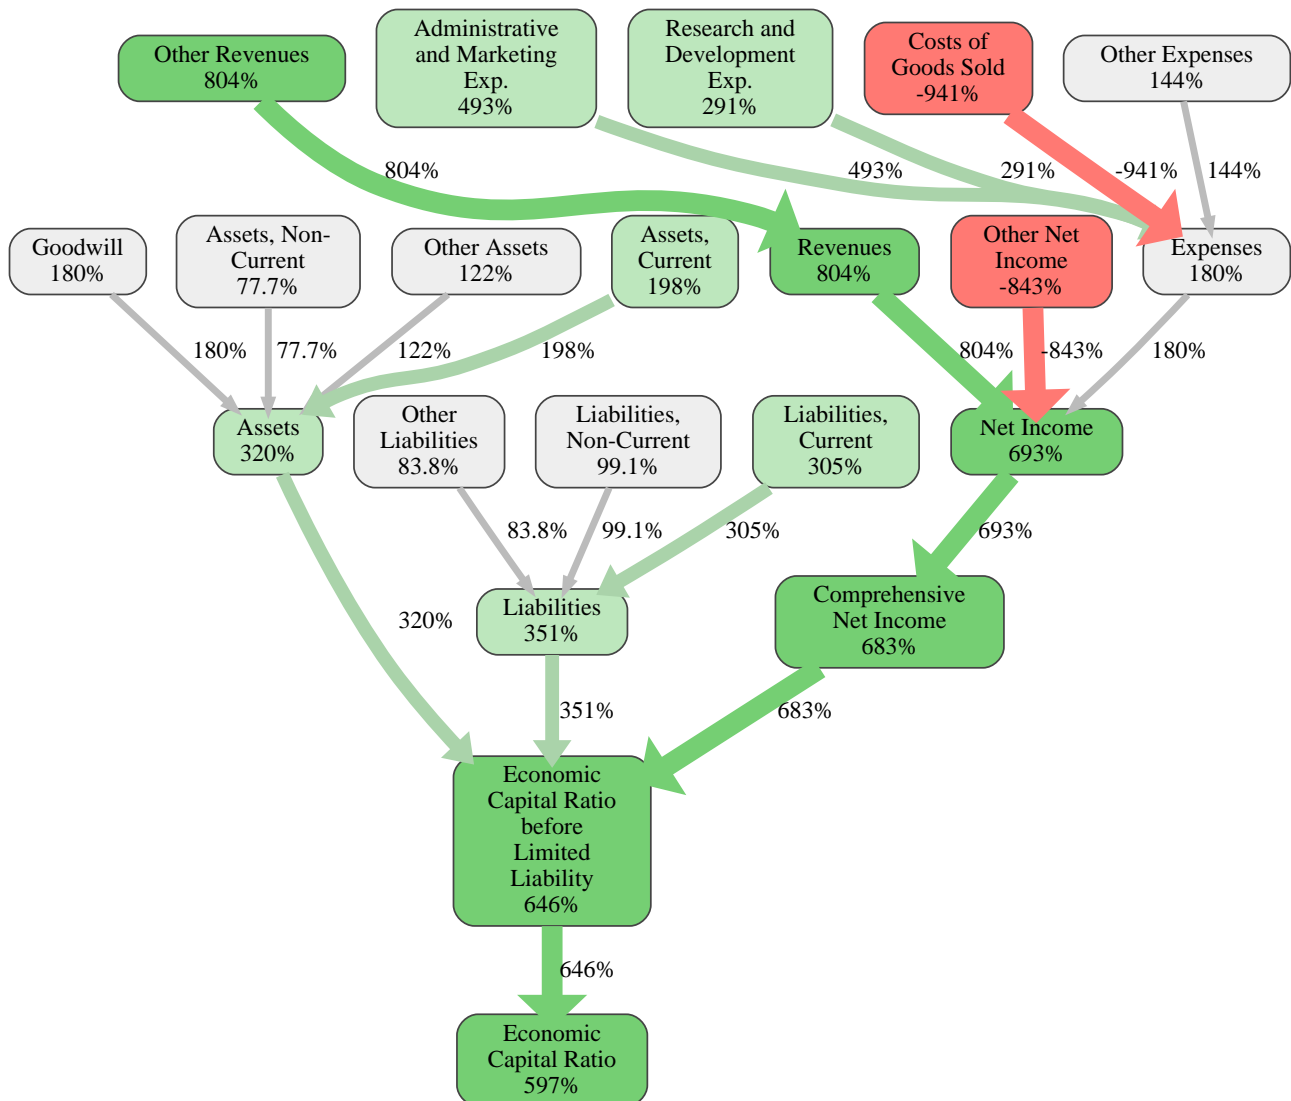 Other Revenues
804%
Administrative
and Marketing
Exp.
493%
Research and
Development
Exp.
291%
Costs of
Goods Sold
-941%
Other Expenses
144%
804%
493%
291%
-941%
144%
Goodwill
180%
Assets, Non-
Current
77.7%
Other Assets
122%
Assets,
Current
198%
Revenues
804%
Other Net
Income
-843%
Expenses
180%
180%
77.7%
122%
198%
804%
-843%
180%
Assets
320%
Other
Liabilities
83.8%
Liabilities,
Non-Current
99.1%
Liabilities,
Current
305%
Net Income
693%
83.8%
99.1%
305%
693%
320%
Liabilities
351%
Comprehensive
Net Income
683%
351%
683%
Economic
Capital Ratio
before
Limited
Liability
646%
646%
Economic
Capital Ratio
597%